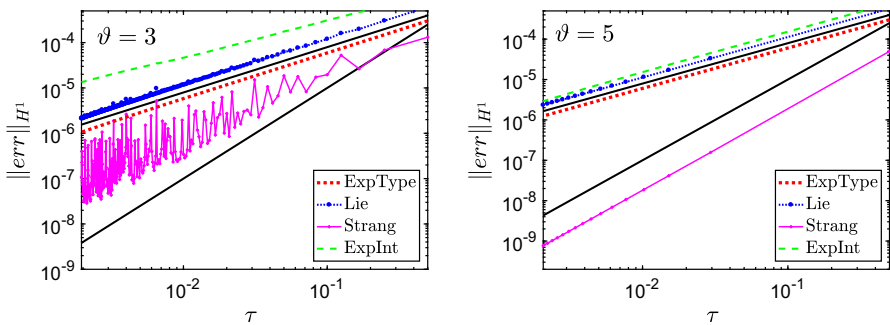 ϑ = 3
10^-4
10^-5
10^-6
10^-7
10^-8
10^-9
||err||_{H^1}
10^-2
10^-1
τ
ExpType
Lie
Strang
ExpInt
ϑ = 5
10^-4
10^-5
10^-6
10^-7
10^-8
10^-9
||err||_{H^1}
10^-2
10^-1
τ
ExpType
Lie
Strang
ExpInt